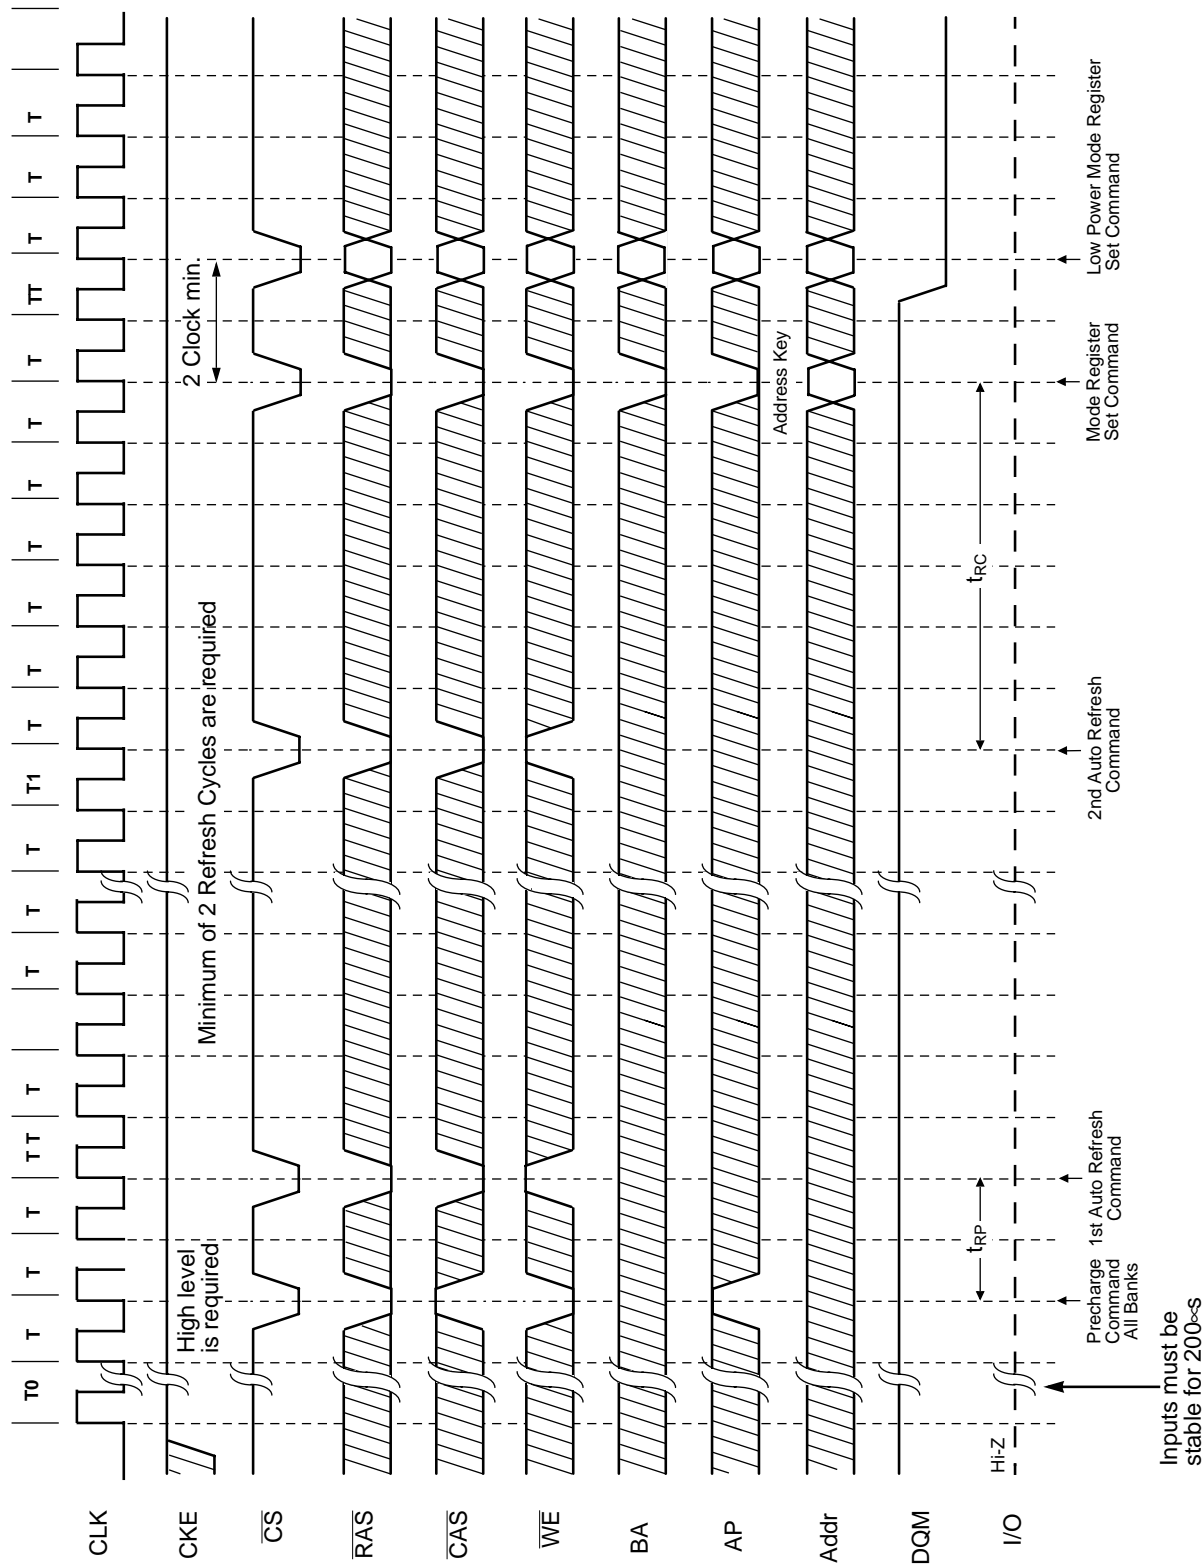 T0 T T T T T T T T T T1 T T T T T T T TT T T T
CLK
CKE
High level
is required
Minimum of 2 Refresh Cycles are required
2 Clock min.
CS
RAS
CAS
WE
BA
AP
Address Key
Addr
DQM
tRP
tRC
Hi-Z
I/O
Precharge
Command
All Banks
1st Auto Refresh
Command
2nd Auto Refresh
Command
Mode Register
Set Command
Low Power Mode Register
Set Command
Inputs must be
stable for 200∝s